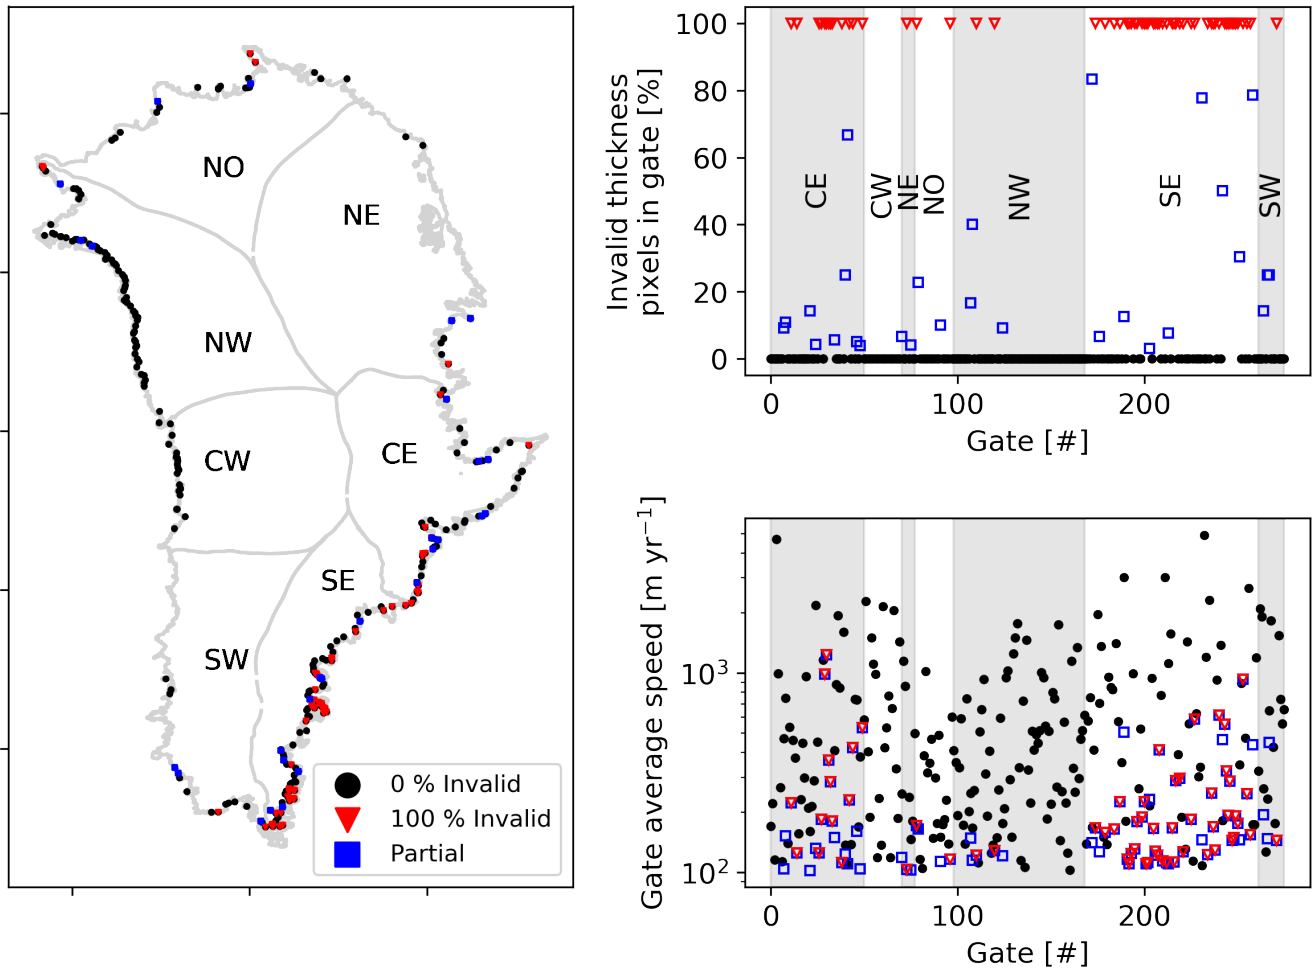 NO
NE
NW
CW
CE
SE
SW
0 % Invalid
100 % Invalid
Partial
Invalid thickness
pixels in gate [%]
100
80
60
40
20
0
CE
CW
NE
NO
NW
SE
SW
0
100
200
Gate [#]
Gate average speed [m yr⁻¹]
10³
10²
0
100
200
Gate [#]